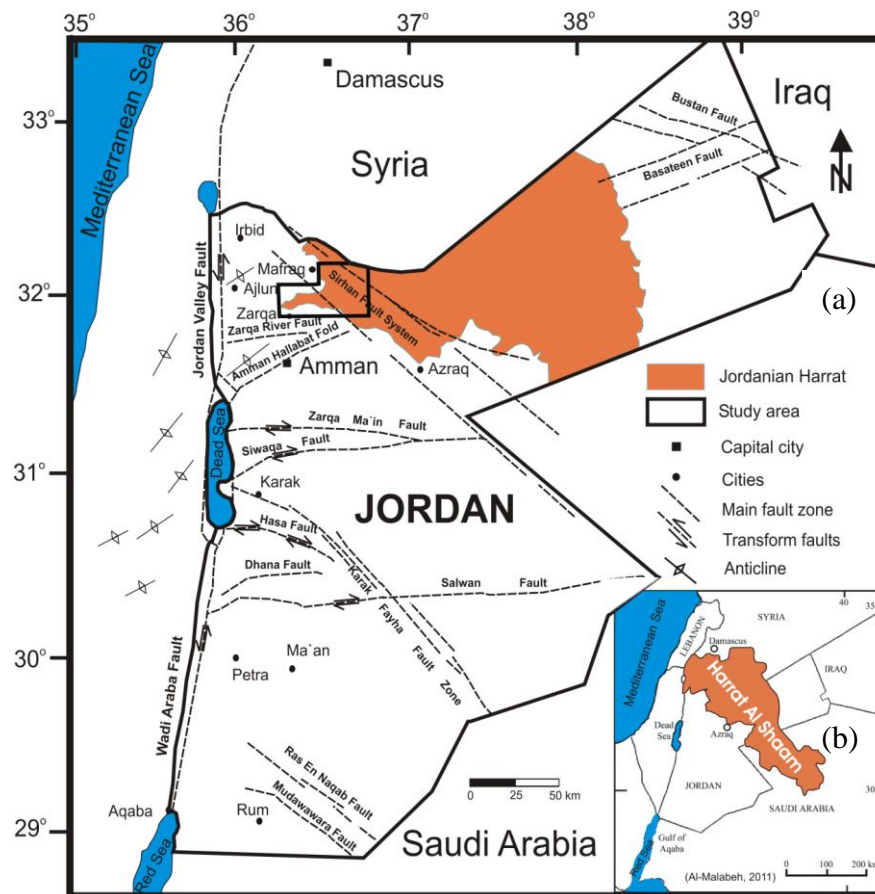 35°
36°
37°
38°
39°
33°
32°
31°
30°
29°
Mediterranean Sea
Damascus
Syria
Iraq
Bustan Fault
Basateen Fault
N
(a)
Irbid
Mafraq
Ajlun
Zarqa
Jordan Valley Fault
Sirhan Fault System
Zarqa River Fault
Amman Hallabat Fold
Amman
Azraq
Dead Sea
Zarqa Ma`in Fault
Siwaqa Fault
Karak
JORDAN
Hasa Fault
Dhana Fault
Karak Fayha Fault Zone
Salwan Fault
Wadi Araba Fault
Petra
Ma`an
Ras En Naqab Fault
Mudawawara Fault
Aqaba
Rum
Red Sea
Saudi Arabia
0 25 50 km
Jordanian Harrat
Study area
Capital city
Cities
Main fault zone
Transform faults
Anticline
40
35
Mediterranean Sea
LEBANON
SYRIA
Damascus
IRAQ
Harrat Al Shaam
Dead Sea
Azraq
(b)
JORDAN
30
SAUDI ARABIA
Gulf of Aqaba
Red Sea
0 100 200 km
(Al-Malabeh, 2011)